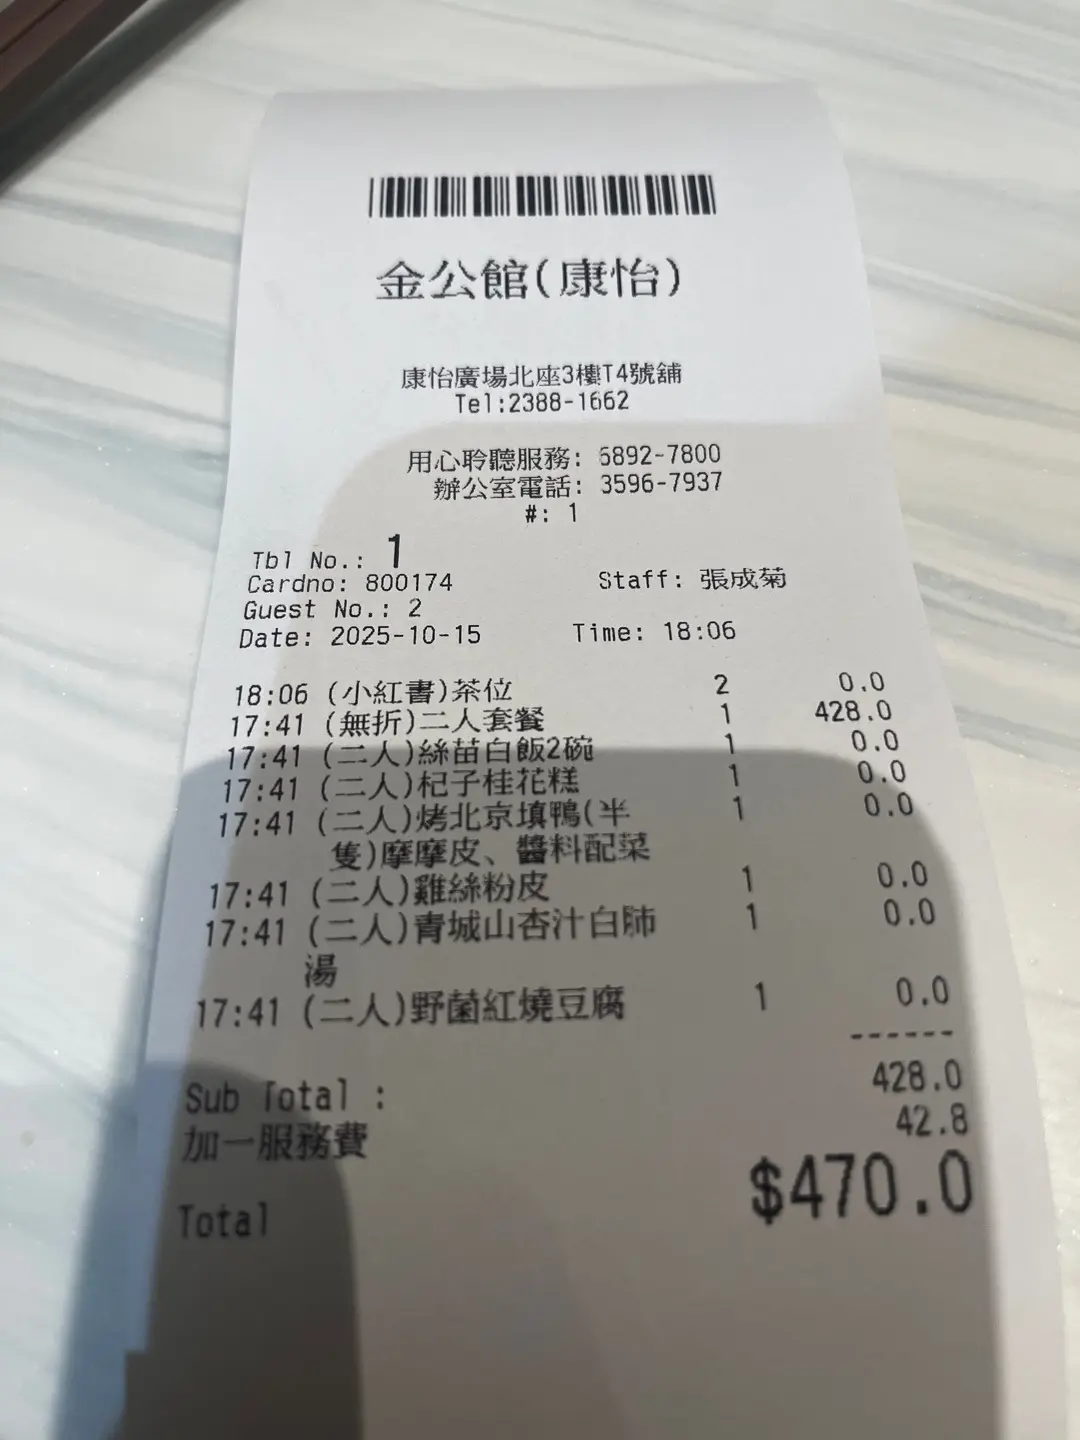 金公館(康怡)
康怡廣場北座3樓T4號舖
Tel:2388-1662
用心聆聽服務: 6892-7800
辦公室電話: 3596-7937
#: 1
Tbl No.: 1
Cardno: 800174 Staff: 張成菊
Guest No.: 2
Date: 2025-10-15 Time: 18:06
18:06 (小紅書)茶位 2 0.0
17:41 (無折)二人套餐 1 428.0
17:41 (二人)絲苗白飯2碗 1 0.0
17:41 (二人)杞子桂花糕 1 0.0
17:41 (二人)烤北京填鴨(半 1 0.0
隻)摩摩皮、醬料配菜
17:41 (二人)雞絲粉皮 1 0.0
17:41 (二人)青城山杏汁白肺 1 0.0
湯
17:41 (二人)野菌紅燒豆腐 1 0.0
------
Sub Total : 428.0
加一服務費 42.8
Total $470.0